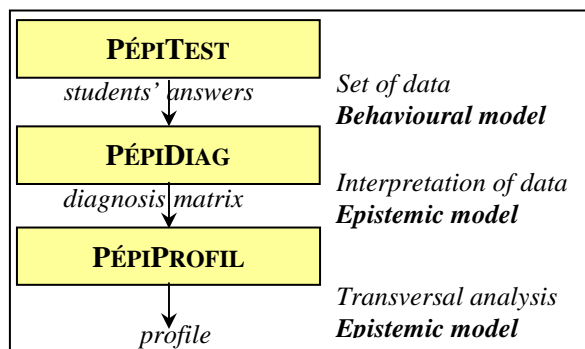 PÉPITEST
students' answers
Set of data
Behavioural model
PÉPIDIAG
diagnosis matrix
Interpretation of data
Epistemic model
PÉPIPROFIL
Transversal analysis
profile
Epistemic model